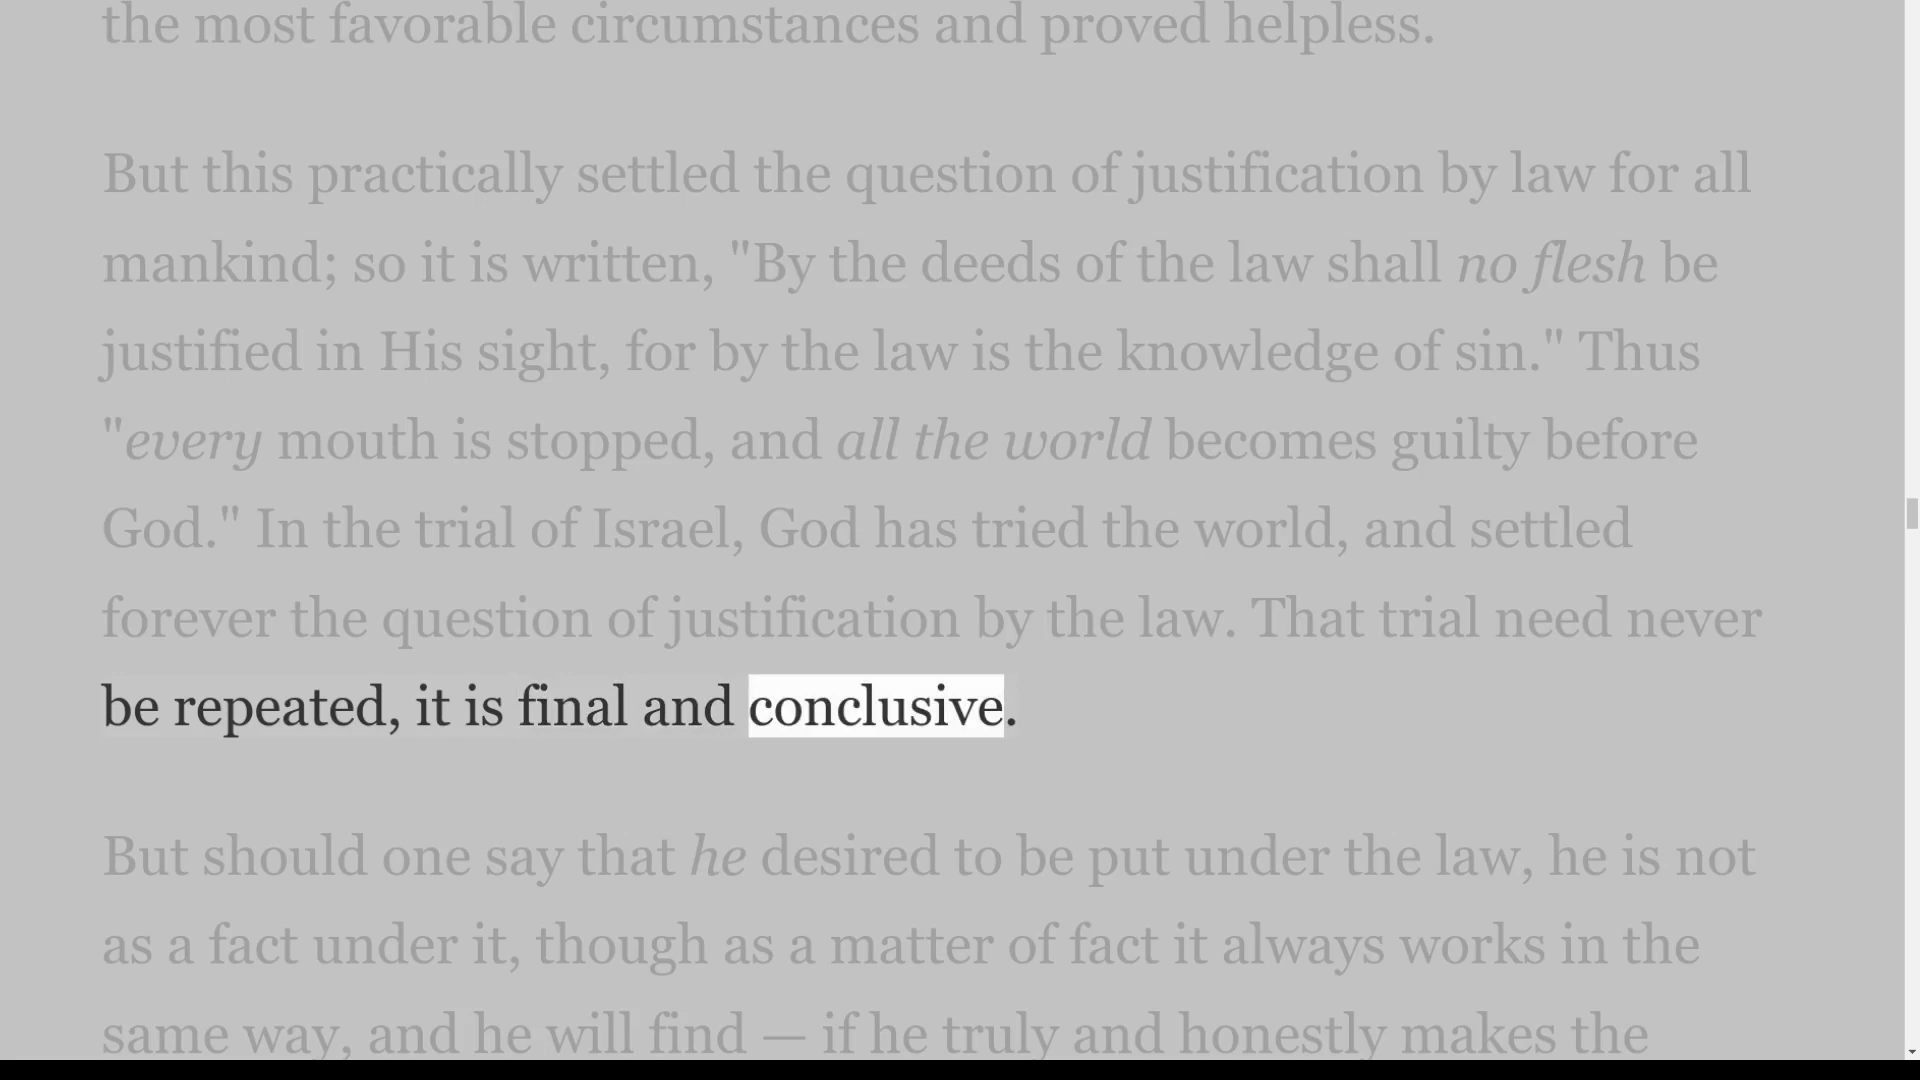 the most favorable circumstances and proved helpless.
But this practically settled the question of justification by law for all
mankind; so it is written, "By the deeds of the law shall no flesh be
justified in His sight, for by the law is the knowledge of sin." Thus
"every mouth is stopped, and all the world becomes guilty before
God." In the trial of Israel, God has tried the world, and settled
forever the question of justification by the law. That trial need never
be repeated, it is final and conclusive.
But should one say that he desired to be put under the law, he is not
as a fact under it, though as a matter of fact it always works in the
same way, and he will find — if he truly and honestly makes the